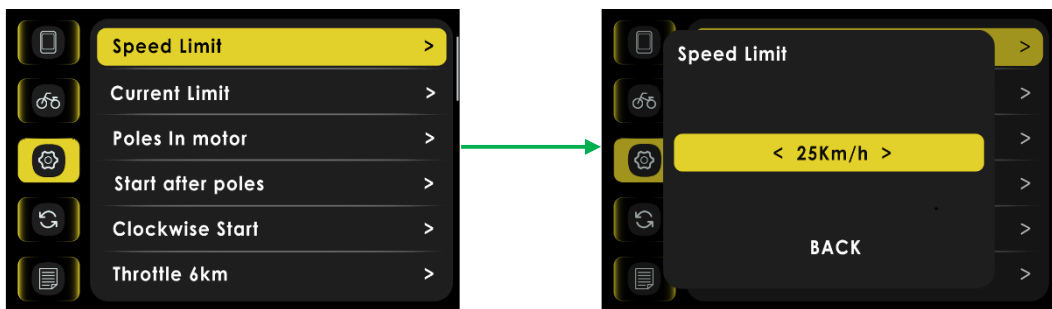 Speed Limit >
Current Limit >
Poles In motor >
Start after poles >
Clockwise Start >
Throttle 6km >
Speed Limit
< 25Km/h >
BACK
>
>
>
>
>
>